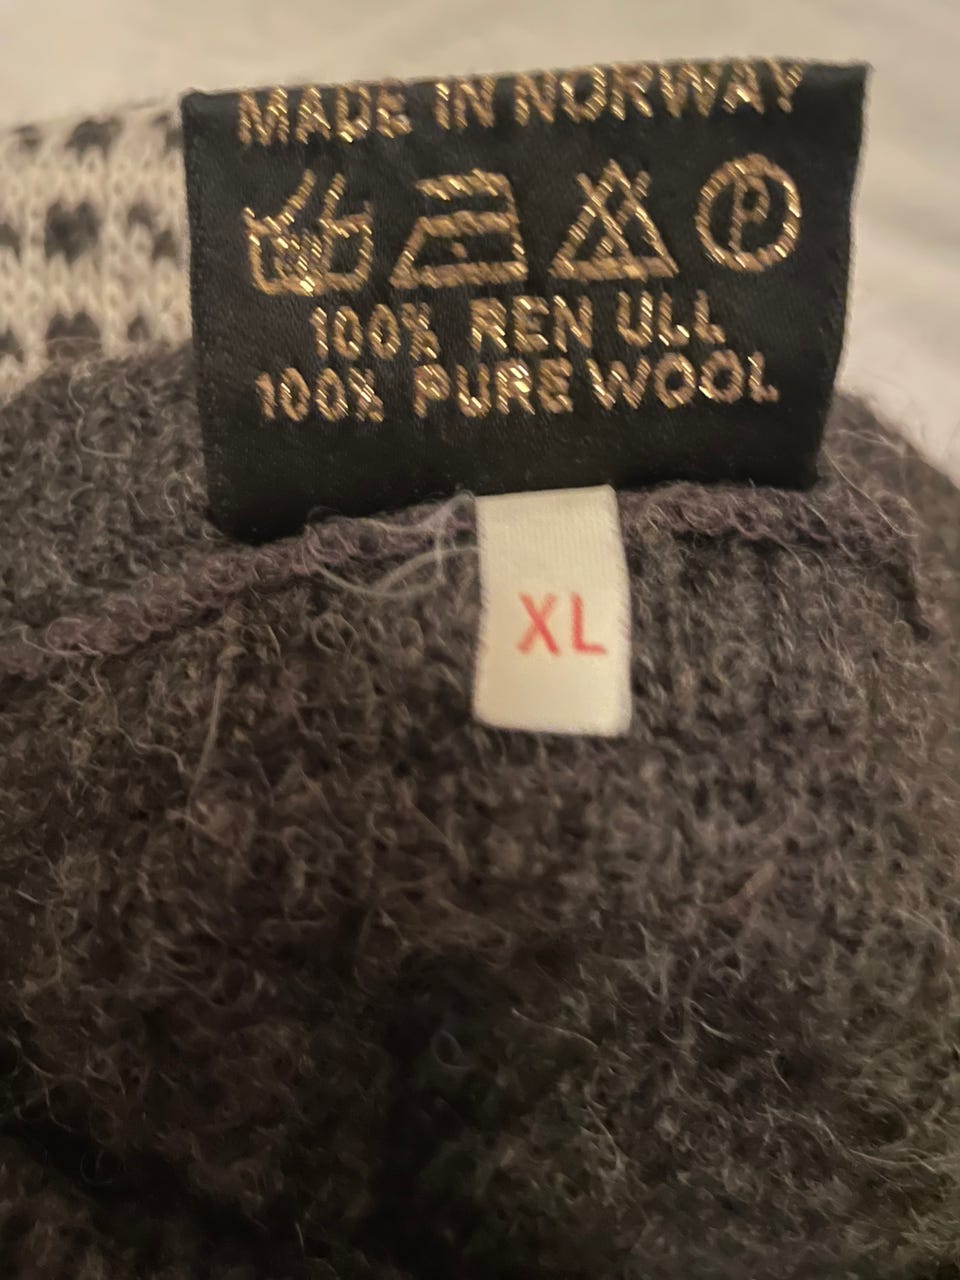 MADE IN NORWAY
P
100% REN ULL
100% PURE WOOL
XL